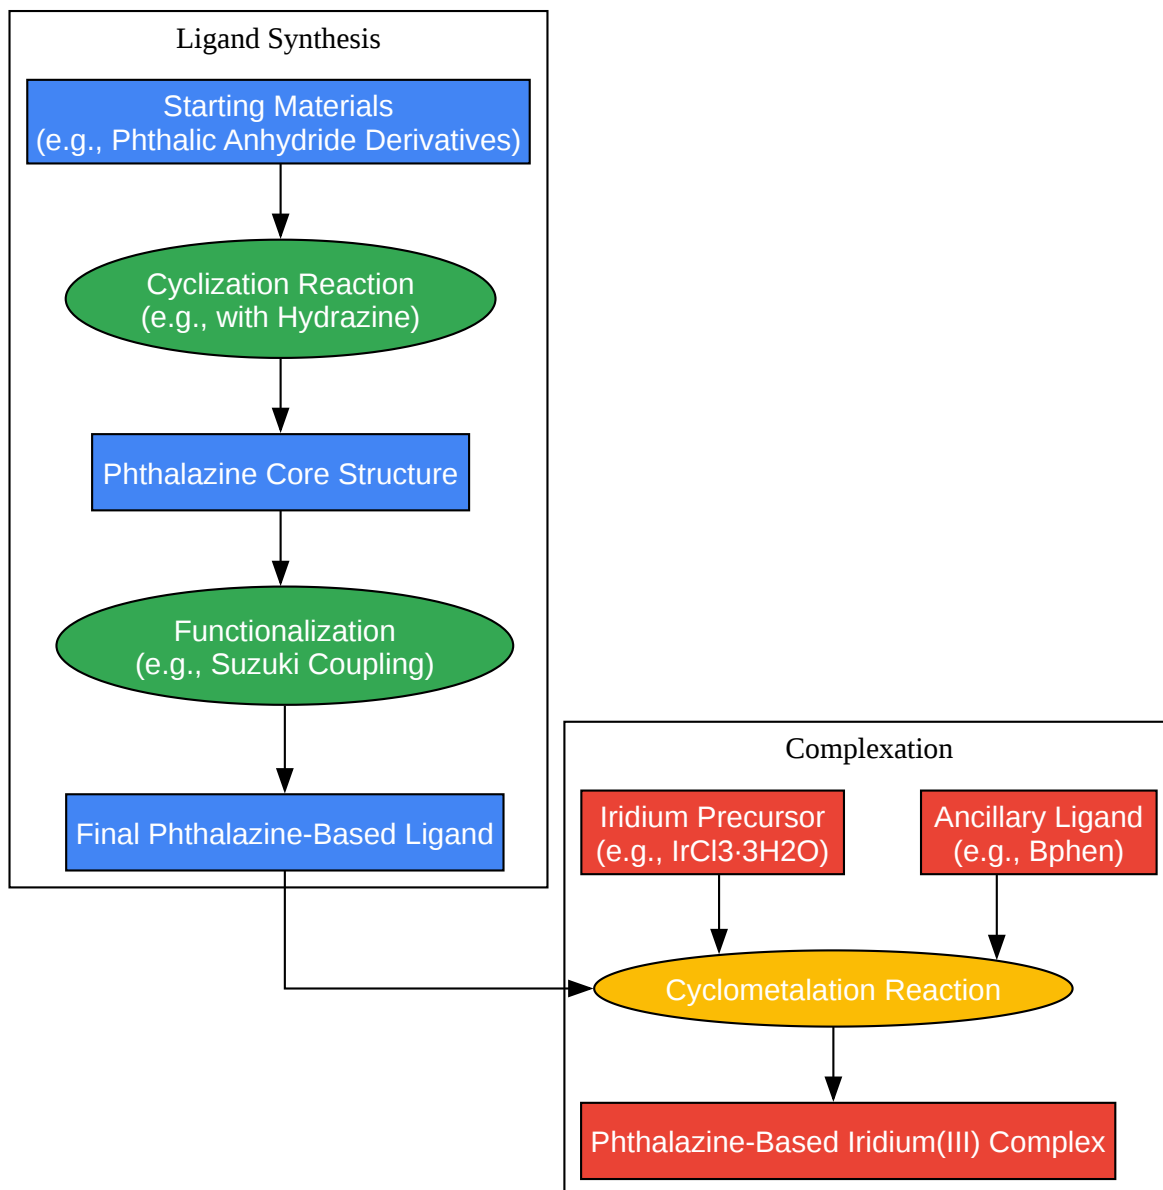 Ligand Synthesis
Starting Materials
(e.g., Phthalic Anhydride Derivatives)
Cyclization Reaction
(e.g., with Hydrazine)
Phthalazine Core Structure
Functionalization
(e.g., Suzuki Coupling)
Final Phthalazine-Based Ligand
Complexation
Iridium Precursor
(e.g., IrCl3·3H2O)
Ancillary Ligand
(e.g., Bphen)
Cyclometalation Reaction
Phthalazine-Based Iridium(III) Complex